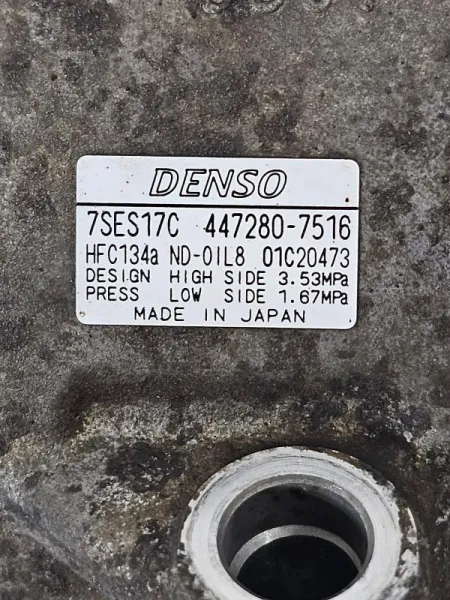 DENSO
7SES17C 447280-7516
HFC134a ND-OIL8 01C20473
DESIGN HIGH SIDE 3.53MPa
PRESS LOW SIDE 1.67MPa
MADE IN JAPAN